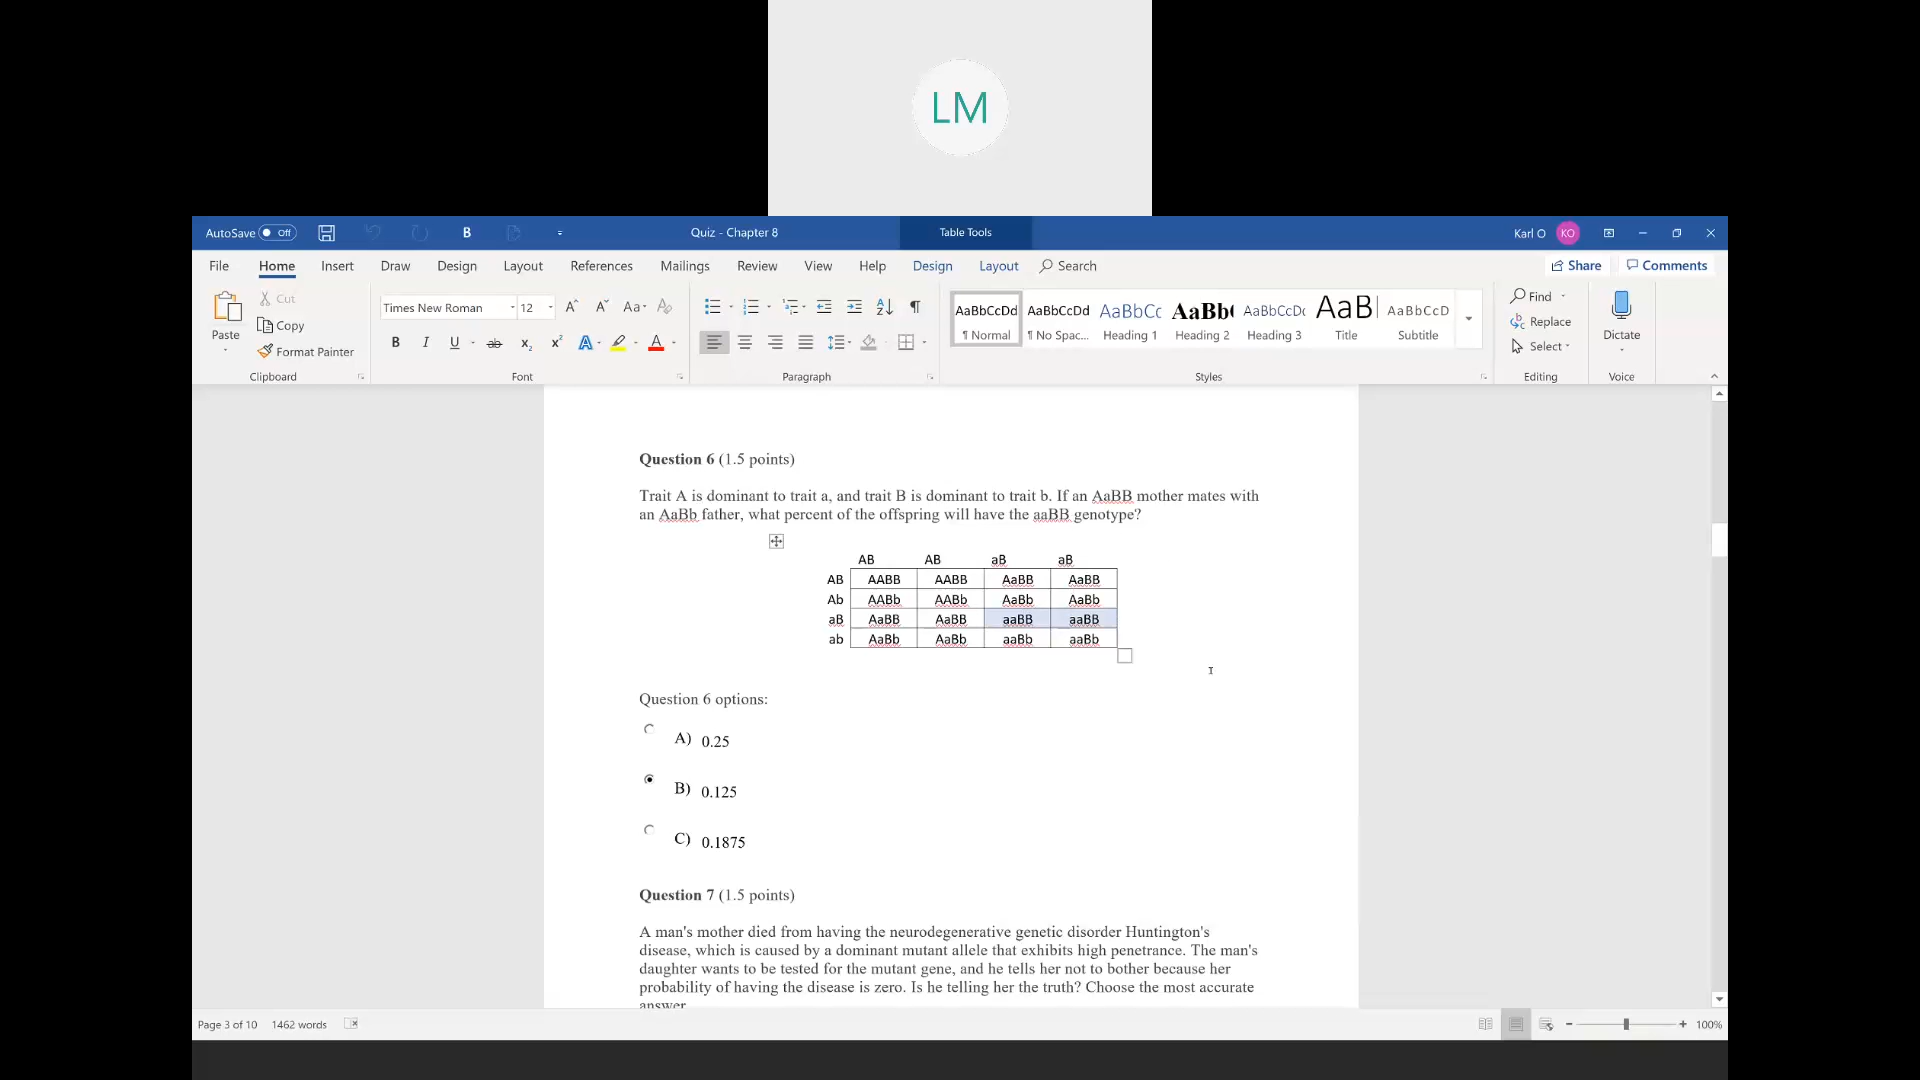 LM
AutoSave Off B Quiz - Chapter 8 Table Tools Karl O KO
File Home Insert Draw Design Layout References Mailings Review View Help Design Layout Search Share Comments
Paste Cut Copy Format Painter Clipboard
Times New Roman 12 Aa
B I U ab x₂ x² A A
Font
Paragraph
AaBbCcDd AaBbCcDd AaBbCc AaBb( AaBbCcDc AaB AaBbCcD
¶ Normal ¶ No Spac... Heading 1 Heading 2 Heading 3 Title Subtitle
Styles
Find
Replace
Select
Editing
Dictate
Voice
Question 6 (1.5 points)
Trait A is dominant to trait a, and trait B is dominant to trait b. If an AaBB mother mates with
an AaBb father, what percent of the offspring will have the aaBB genotype?
AB AB aB aB
AB AABB AABB AaBB AaBB
Ab AABb AABb AaBb AaBb
aB AaBB AaBB aaBB aaBB
ab AaBb AaBb aaBb aaBb
Question 6 options:
A) 0.25
B) 0.125
C) 0.1875
Question 7 (1.5 points)
A man's mother died from having the neurodegenerative genetic disorder Huntington's
disease, which is caused by a dominant mutant allele that exhibits high penetrance. The man's
daughter wants to be tested for the mutant gene, and he tells her not to bother because her
probability of having the disease is zero. Is he telling her the truth? Choose the most accurate
answer
Page 3 of 10 1462 words 100%